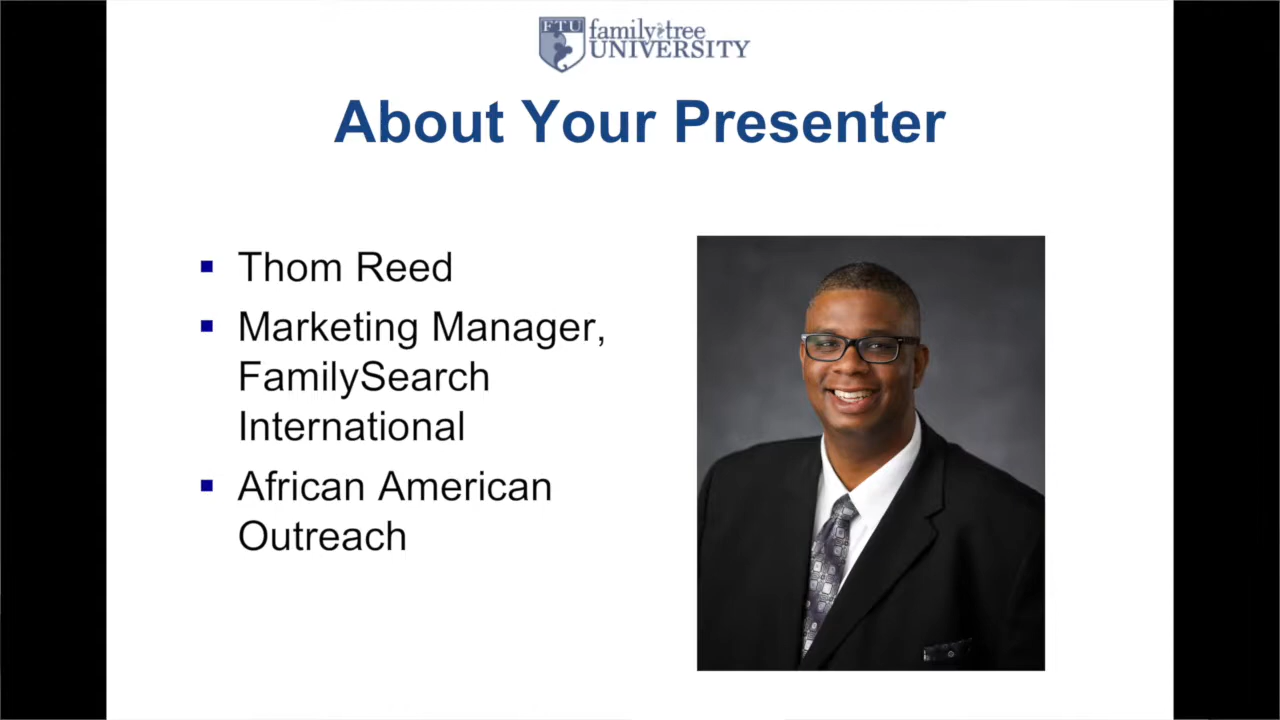 FTU
family tree
UNIVERSITY
About Your Presenter
Thom Reed
Marketing Manager,
FamilySearch
International
African American
Outreach